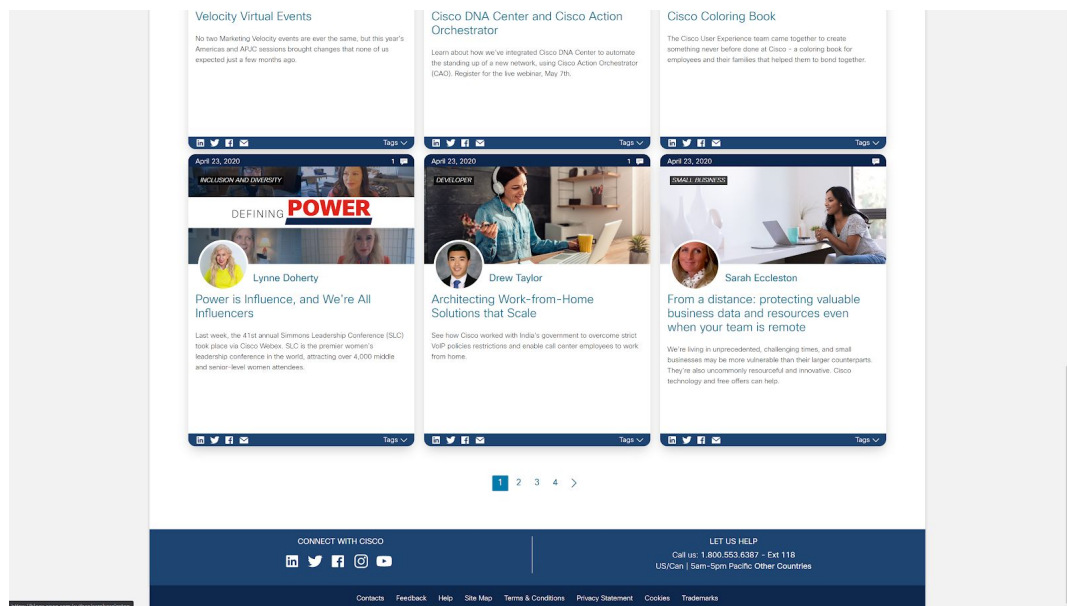 Velocity Virtual Events
No two Marketing Velocity events are ever the same, but this year's
Americas and APJC sessions brought changes that none of us
expected just a few months ago.
Tags
Cisco DNA Center and Cisco Action
Orchestrator
Learn about how we've integrated Cisco DNA Center to automate
the standing up of a new network, using Cisco Action Orchestrator
(CAO). Register for the live webinar, May 7th.
Tags
Cisco Coloring Book
The Cisco User Experience team came together to create
something never before done at Cisco - a coloring book for
employees and their families that helped them to bond together.
Tags
April 23, 2020 1
INCLUSION AND DIVERSITY
DEFINING POWER
Lynne Doherty
Power is Influence, and We're All
Influencers
Last week, the 41st annual Simmons Leadership Conference (SLC)
took place via Cisco Webex. SLC is the premier women's
leadership conference in the world, attracting over 4,000 middle
and senior-level women attendees.
Tags
April 23, 2020 1
DEVELOPER
Drew Taylor
Architecting Work-from-Home
Solutions that Scale
See how Cisco worked with India's government to overcome strict
VoIP policies restrictions and enable call center employees to work
from home.
Tags
April 23, 2020
SMALL BUSINESS
Sarah Eccleston
From a distance: protecting valuable
business data and resources even
when your team is remote
We're living in unprecedented, challenging times, and small
businesses may be more vulnerable than their larger counterparts.
They're also uncommonly resourceful and innovative. Cisco
technology and free offers can help.
Tags
1 2 3 4
CONNECT WITH CISCO
LET US HELP
Call us: 1.800.553.6387 - Ext 118
US/Can | 5am-5pm Pacific Other Countries
Contacts Feedback Help Site Map Terms & Conditions Privacy Statement Cookies Trademarks